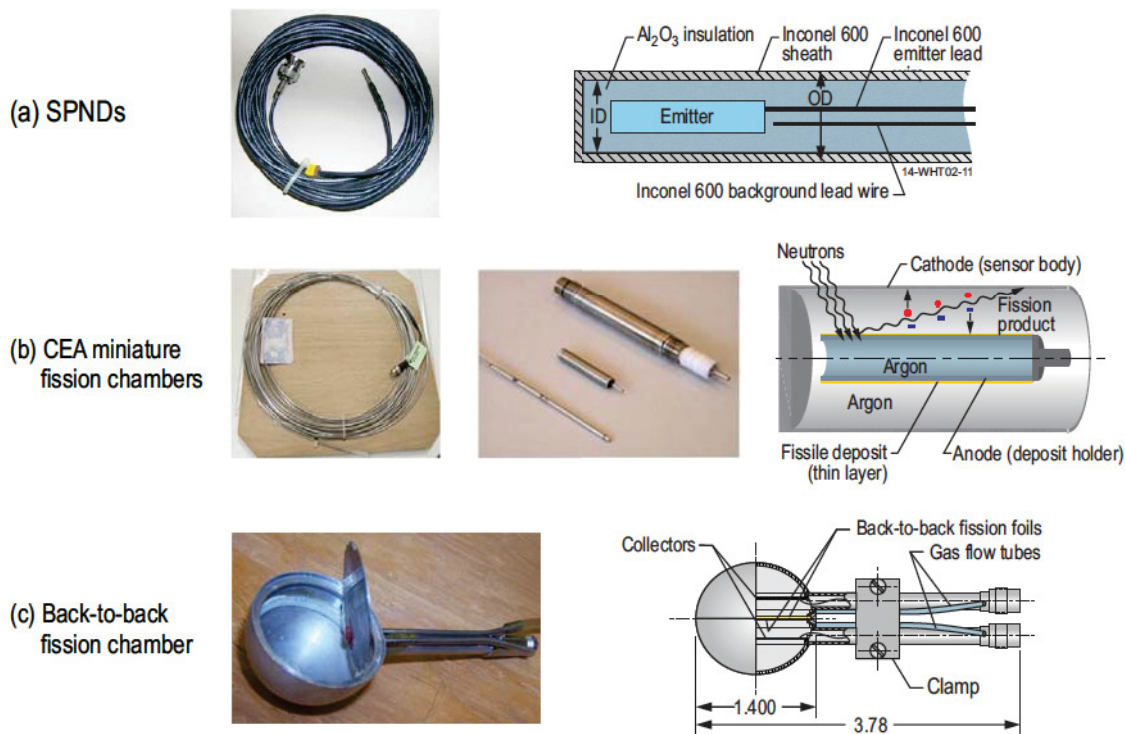 (a) SPNDs
Al₂O₃ insulation
Inconel 600
sheath
Inconel 600
emitter lead
ID
Emitter
OD
14-WHT02-11
Inconel 600 background lead wire
(b) CEA miniature
fission chambers
Neutrons
Cathode (sensor body)
Fission
product
Argon
Argon
Fissile deposit
(thin layer)
Anode (deposit holder)
(c) Back-to-back
fission chamber
Collectors
Back-to-back fission foils
Gas flow tubes
Clamp
1.400
3.78